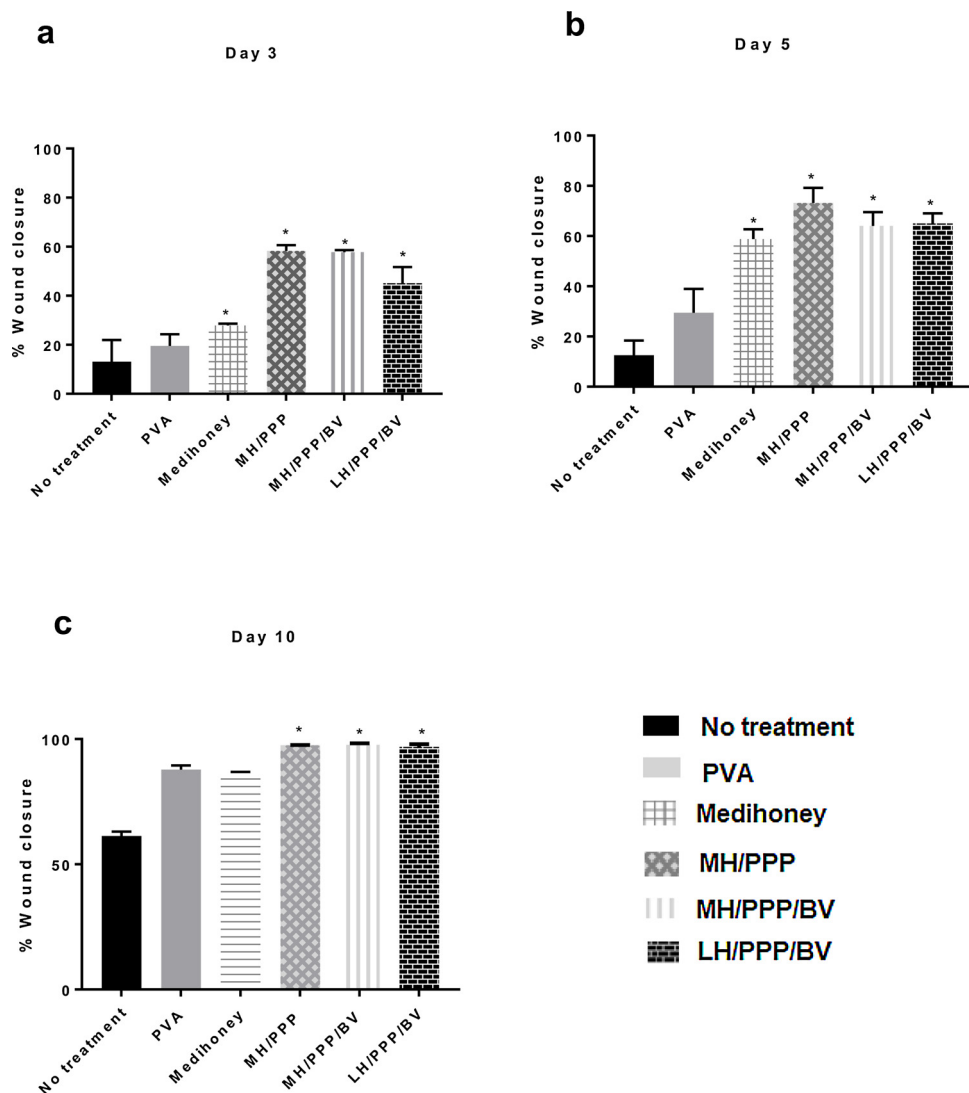 a
Day 3
% Wound closure
100
80
60
40
20
0
*
*
*
*
No treatment
PVA
Medihoney
MH/PPP
MH/PPP/BV
LH/PPP/BV
b
Day 5
% Wound closure
100
80
60
40
20
0
*
*
*
*
No treatment
PVA
Medihoney
MH/PPP
MH/PPP/BV
LH/PPP/BV
c
Day 10
% Wound closure
100
50
0
*
*
*
No treatment
PVA
Medihoney
MH/PPP
MH/PPP/BV
LH/PPP/BV
No treatment
PVA
Medihoney
MH/PPP
MH/PPP/BV
LH/PPP/BV